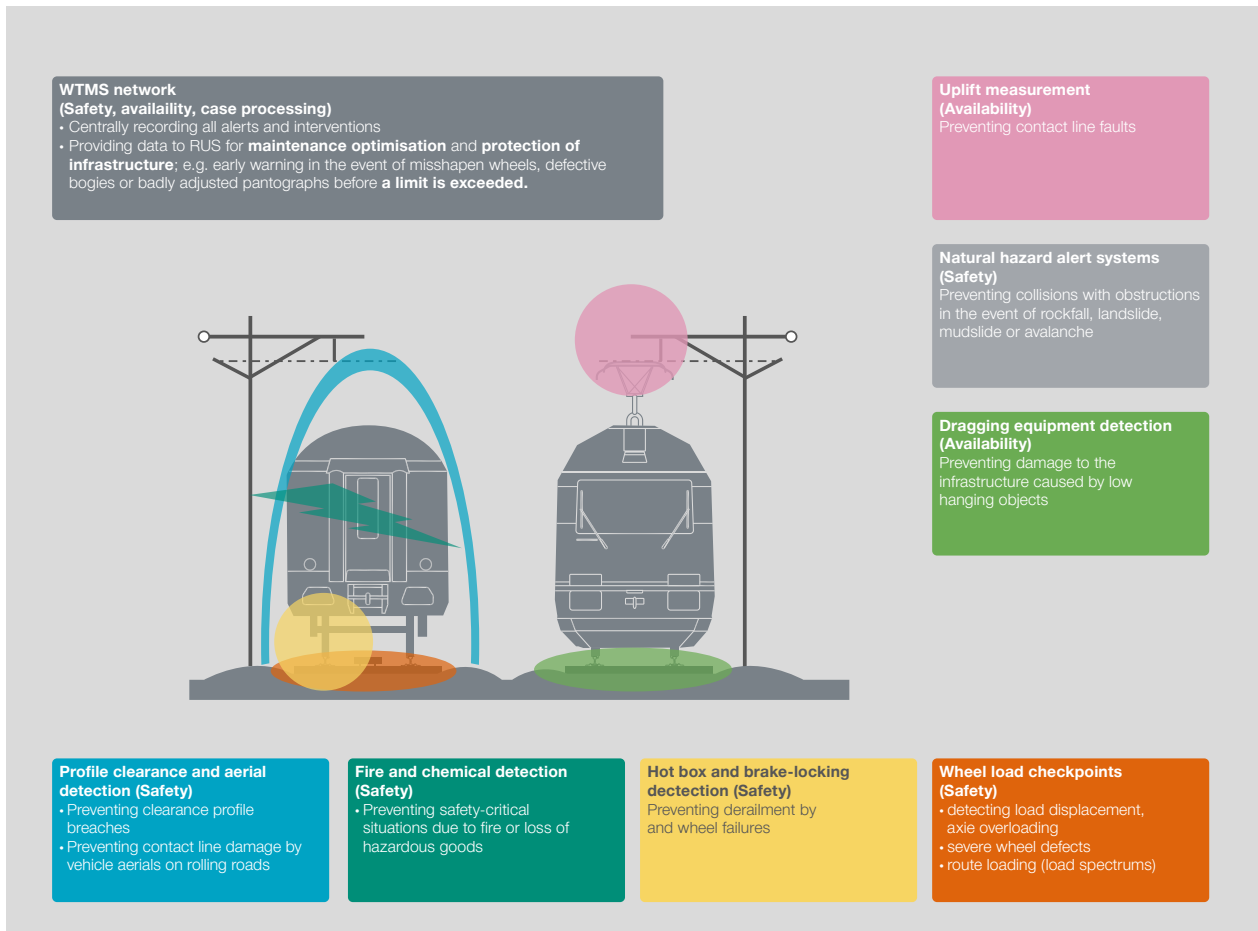 WTMS network
(Safety, availaility, case processing)
• Centrally recording all alerts and interventions
• Providing data to RUS for maintenance optimisation and protection of
infrastructure; e.g. early warning in the event of misshapen wheels, defective
bogies or badly adjusted pantographs before a limit is exceeded.
Uplift measurement
(Availability)
Preventing contact line faults
Natural hazard alert systems
(Safety)
Preventing collisions with obstructions
in the event of rockfall, landslide,
mudslide or avalanche
Dragging equipment detection
(Availability)
Preventing damage to the
infrastructure caused by low
hanging objects
Profile clearance and aerial
detection (Safety)
• Preventing clearance profile
breaches
• Preventing contact line damage by
vehicle aerials on rolling roads
Fire and chemical detection
(Safety)
• Preventing safety-critical
situations due to fire or loss of
hazardous goods
Hot box and brake-locking
dectection (Safety)
Preventing derailment by
and wheel failures
Wheel load checkpoints
(Safety)
• detecting load displacement,
axie overloading
• severe wheel defects
• route loading (load spectrums)